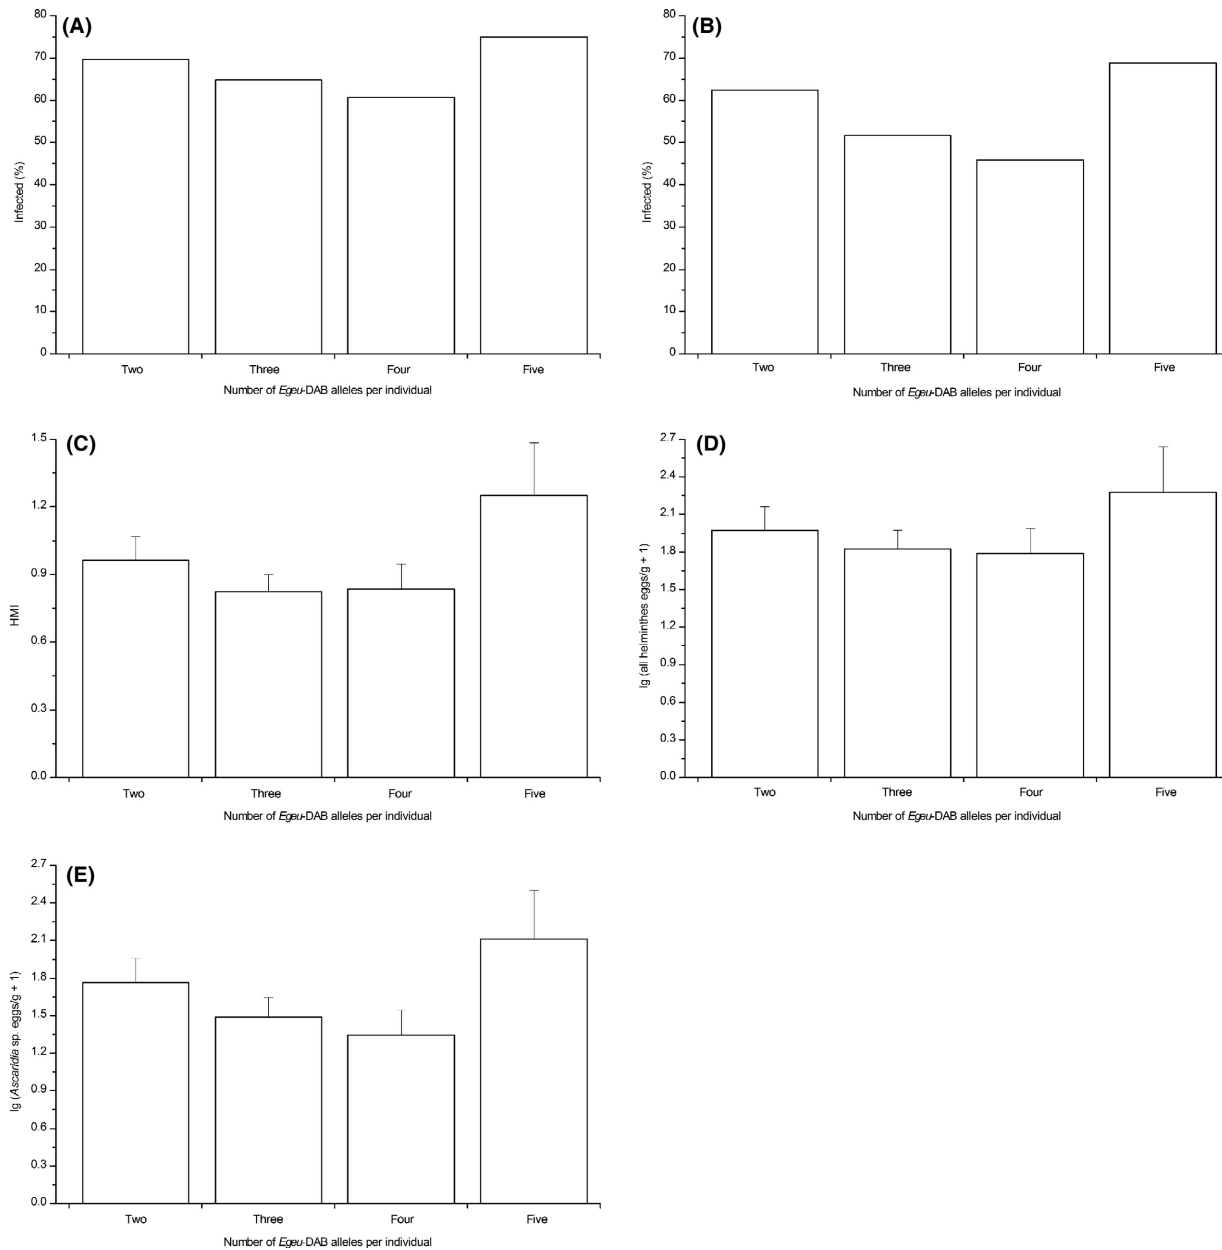 (A)
80
70
60
50
40
30
20
10
0
Infected (%)
Two Three Four Five
Number of Egeu-DAB alleles per individual
(B)
80
70
60
50
40
30
20
10
0
Infected (%)
Two Three Four Five
Number of Egeu-DAB alleles per individual
(C)
1.5
1.2
0.9
0.6
0.3
0.0
HMI
Two Three Four Five
Number of Egeu-DAB alleles per individual
(D)
2.7
2.4
2.1
1.8
1.5
1.2
0.9
0.6
0.3
0.0
lg (all helminthes eggs/g + 1)
Two Three Four Five
Number of Egeu-DAB alleles per individual
(E)
2.7
2.4
2.1
1.8
1.5
1.2
0.9
0.6
0.3
0.0
lg (Ascaridia sp. eggs/g + 1)
Two Three Four Five
Number of Egeu-DAB alleles per individual